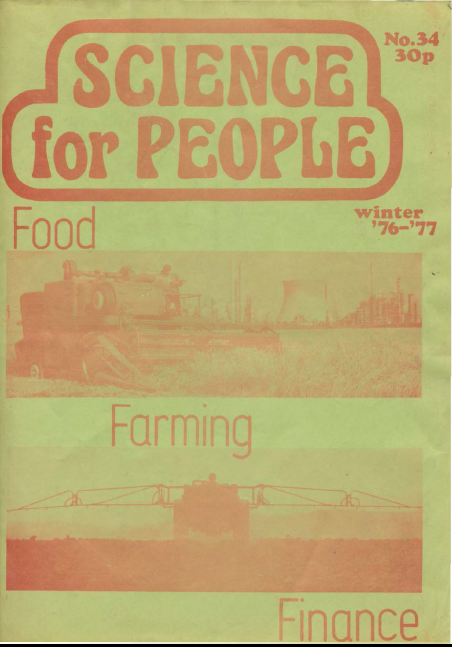 No.34
30p
SCIENCE
for PEOPLE
winter
'76-'77
Food
Farming
Finance